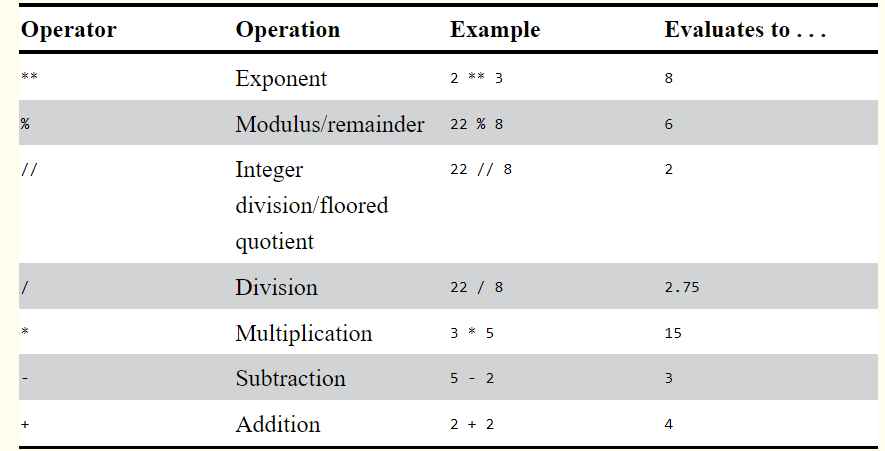 Operator Operation Example Evaluates to . . .
** Exponent 2 ** 3 8
% Modulus/remainder 22 % 8 6
// Integer 22 // 8 2
division/floored
quotient
/ Division 22 / 8 2.75
* Multiplication 3 * 5 15
- Subtraction 5 - 2 3
+ Addition 2 + 2 4